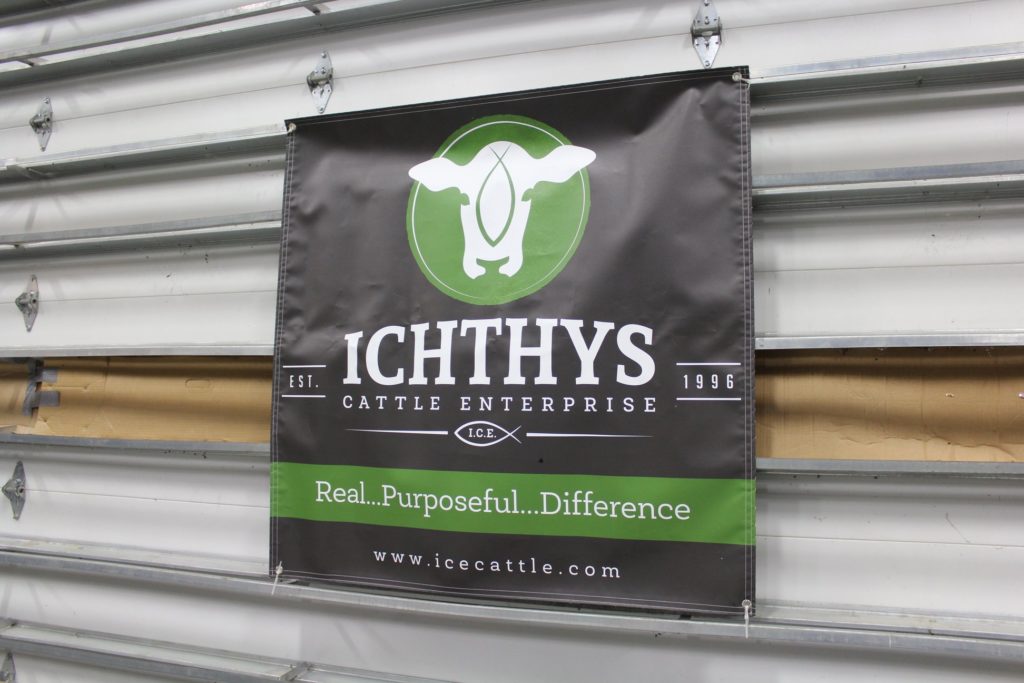 ICHTHYS
EST. 1996
CATTLE ENTERPRISE
I.C.E.
Real...Purposeful...Difference
www.icecattle.com